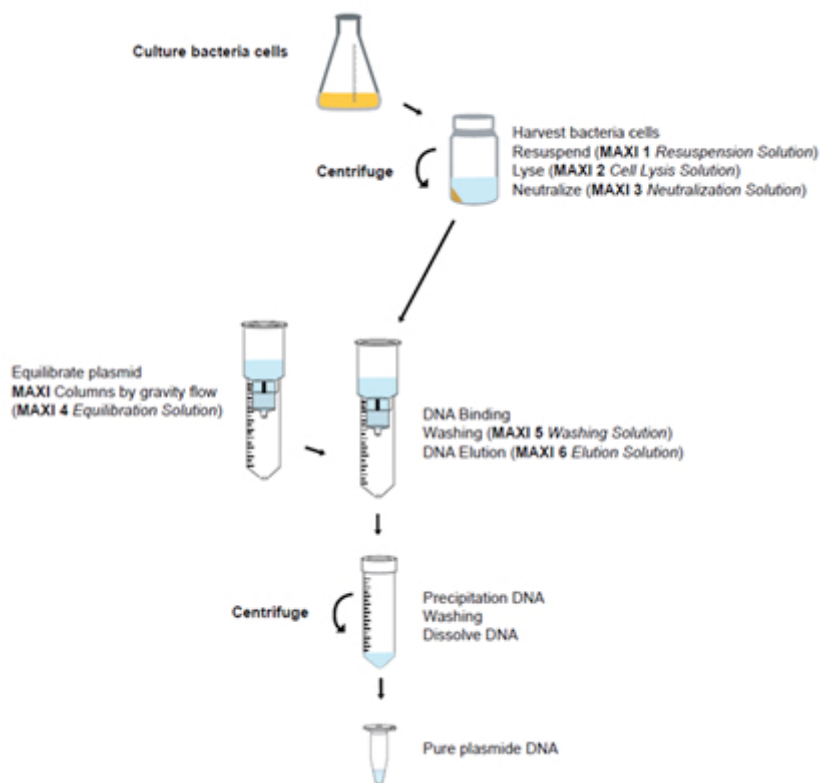 Culture bacteria cells
Harvest bacteria cells
Resuspend (MAXI 1 Resuspension Solution)
Centrifuge
Lyse (MAXI 2 Cell Lysis Solution)
Neutralize (MAXI 3 Neutralization Solution)
Equilibrate plasmid
MAXI Columns by gravity flow
(MAXI 4 Equilibration Solution)
DNA Binding
Washing (MAXI 5 Washing Solution)
DNA Elution (MAXI 6 Elution Solution)
Centrifuge
Precipitation DNA
Washing
Dissolve DNA
Pure plasmide DNA